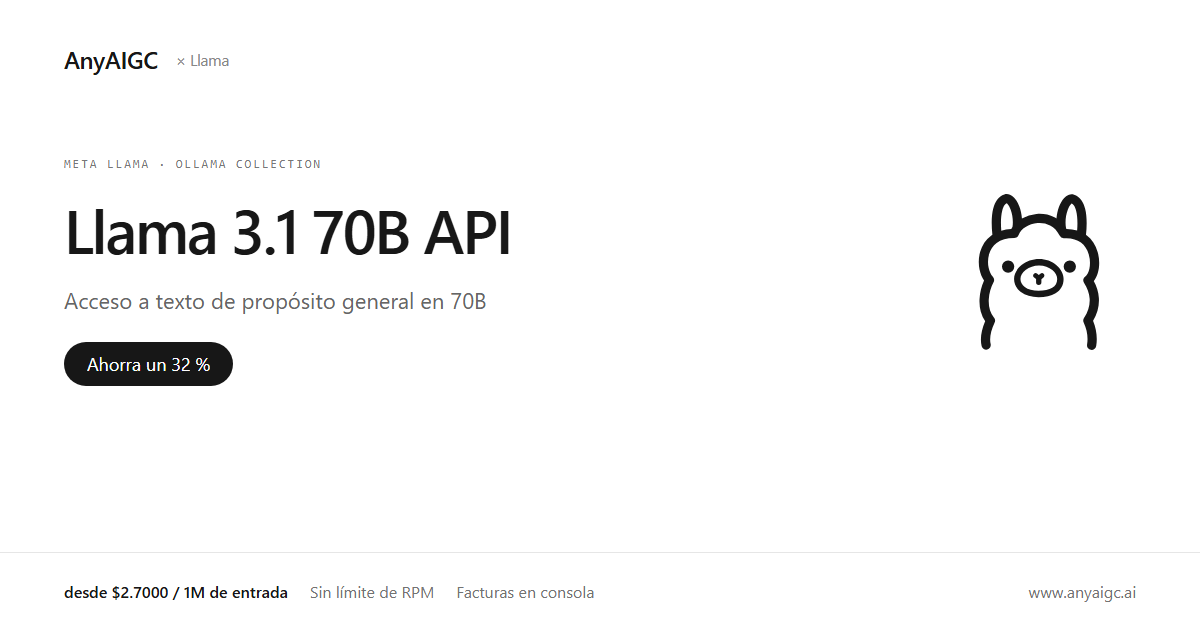 AnyAIGC × Llama
META LLAMA · OLLAMA COLLECTION
Llama 3.1 70B API
Acceso a texto de propósito general en 70B
Ahorra un 32 %
desde $2.7000 / 1M de entrada Sin límite de RPM Facturas en consola www.anyaigc.ai